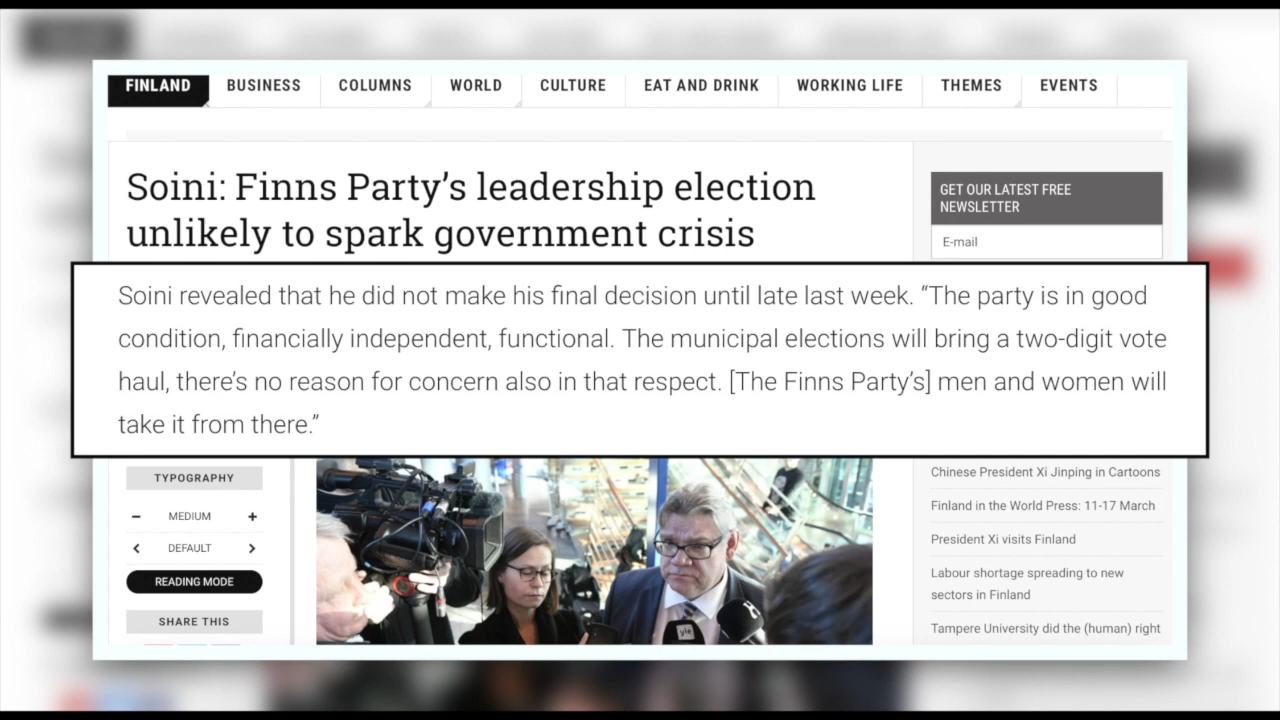 FINLAND BUSINESS COLUMNS WORLD CULTURE EAT AND DRINK WORKING LIFE THEMES EVENTS
Soini: Finns Party’s leadership election
unlikely to spark government crisis
GET OUR LATEST FREE
NEWSLETTER
E-mail
Soini revealed that he did not make his final decision until late last week. “The party is in good
condition, financially independent, functional. The municipal elections will bring a two-digit vote
haul, there’s no reason for concern also in that respect. [The Finns Party’s] men and women will
take it from there.”
TYPOGRAPHY
− MEDIUM +
DEFAULT
READING MODE
SHARE THIS
yle
Chinese President Xi Jinping in Cartoons
Finland in the World Press: 11-17 March
President Xi visits Finland
Labour shortage spreading to new
sectors in Finland
Tampere University did the (human) right